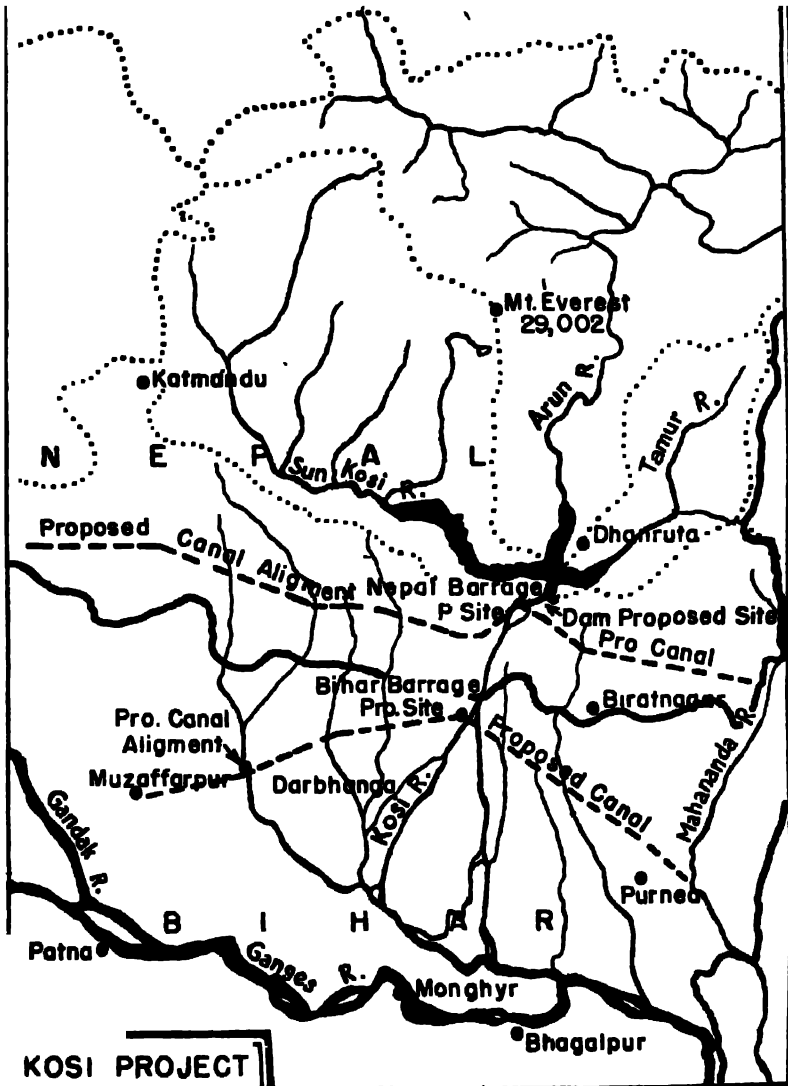 Mt. Everest
29,002
Katmandu
Arun R.
Tamur R.
N E P A L
Sun Kosi R.
Proposed
Canal Aligment
Dhanruta
Nepal Barrage
P Site
Dam Proposed Site
Pro Canal
Bihar Barrage
Pro. Site
Biratnagar
Pro. Canal
Aligment
Mahananda R.
Proposed Canal
Muzaffarpur
Darbhanga
Kosi R.
Gandak R.
Purnea
B I H A R
Patna
Ganges R.
Monghyr
Bhagalpur
KOSI PROJECT